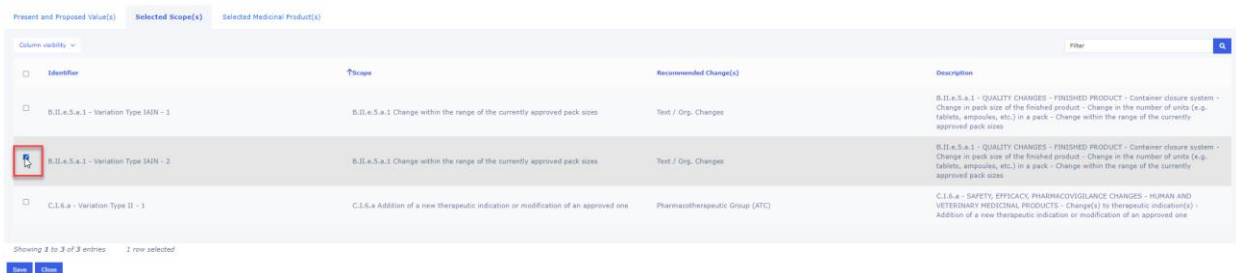 Present and Proposed Value(s) Selected Scope(s) Selected Medicinal Product(s)
Column visibility
Filter
Identifier ↑Scope Recommended Change(s) Description
B.II.e.5.a.1 - Variation Type IAIN - 1 B.II.e.5.a.1 Change within the range of the currently approved pack sizes Text / Org. Changes
B.II.e.5.a.1 - QUALITY CHANGES - FINISHED PRODUCT - Container closure system -
Change in pack size of the finished product - Change in the number of units (e.g.
tablets, ampoules, etc.) in a pack - Change within the range of the currently
approved pack sizes
B.II.e.5.a.1 - Variation Type IAIN - 2 B.II.e.5.a.1 Change within the range of the currently approved pack sizes Text / Org. Changes
B.II.e.5.a.1 - QUALITY CHANGES - FINISHED PRODUCT - Container closure system -
Change in pack size of the finished product - Change in the number of units (e.g.
tablets, ampoules, etc.) in a pack - Change within the range of the currently
approved pack sizes
C.I.6.a - Variation Type II - 1 C.I.6.a Addition of a new therapeutic indication or modification of an approved one Pharmacotherapeutic Group (ATC)
C.I.6.a - SAFETY, EFFICACY, PHARMACOVIGILANCE CHANGES - HUMAN AND
VETERINARY MEDICINAL PRODUCTS - Change(s) to therapeutic indication(s) -
Addition of a new therapeutic indication or modification of an approved one
Showing 1 to 3 of 3 entries 1 row selected
Save Close